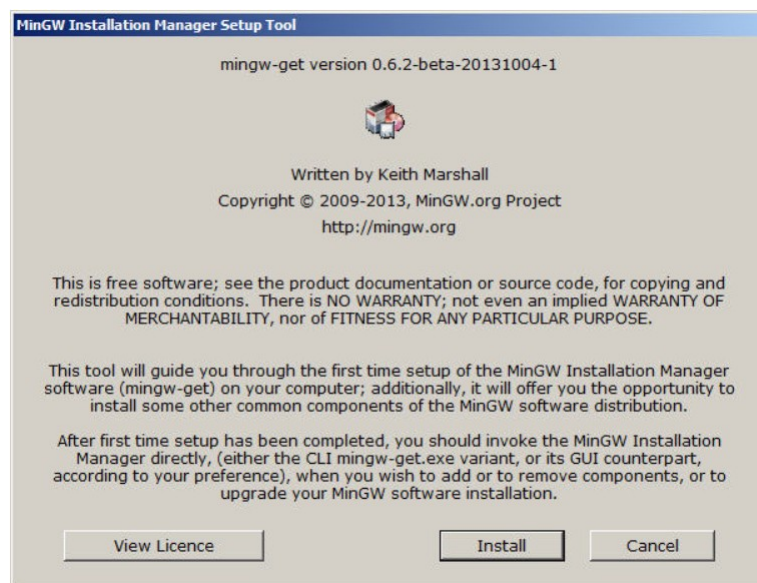 MinGW Installation Manager Setup Tool
mingw-get version 0.6.2-beta-20131004-1
Written by Keith Marshall
Copyright © 2009-2013, MinGW.org Project
http://mingw.org
This is free software; see the product documentation or source code, for copying and
redistribution conditions.  There is NO WARRANTY; not even an implied WARRANTY OF
MERCHANTABILITY, nor of FITNESS FOR ANY PARTICULAR PURPOSE.
This tool will guide you through the first time setup of the MinGW Installation Manager
software (mingw-get) on your computer; additionally, it will offer you the opportunity to
install some other common components of the MinGW software distribution.
After first time setup has been completed, you should invoke the MinGW Installation
Manager directly, (either the CLI mingw-get.exe variant, or its GUI counterpart,
according to your preference), when you wish to add or to remove components, or to
upgrade your MinGW software installation.
View Licence
Install
Cancel